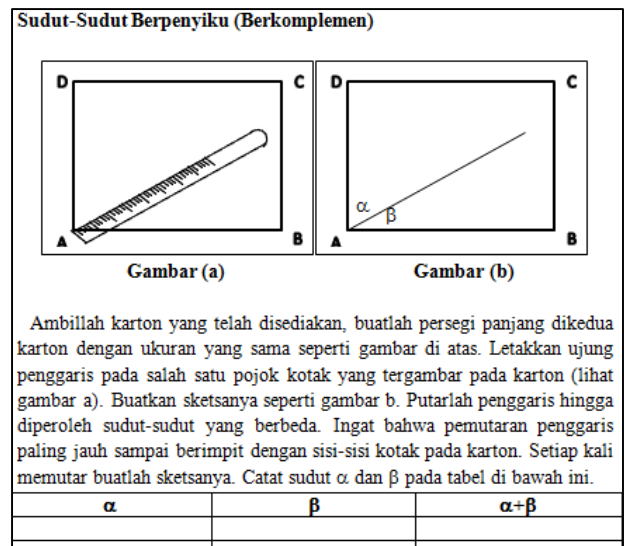 Sudut-Sudut Berpenyiku (Berkomplemen)
D C D C
α
β
A B A B
Gambar (a) Gambar (b)
Ambillah karton yang telah disediakan, buatlah persegi panjang dikedua
karton dengan ukuran yang sama seperti gambar di atas. Letakkan ujung
penggaris pada salah satu pojok kotak yang tergambar pada karton (lihat
gambar a). Buatkan sketsanya seperti gambar b. Putarlah penggaris hingga
diperoleh sudut-sudut yang berbeda. Ingat bahwa pemutaran penggaris
paling jauh sampai berimpit dengan sisi-sisi kotak pada karton. Setiap kali
memutar buatlah sketsanya. Catat sudut α dan β pada tabel di bawah ini.
α β α+β